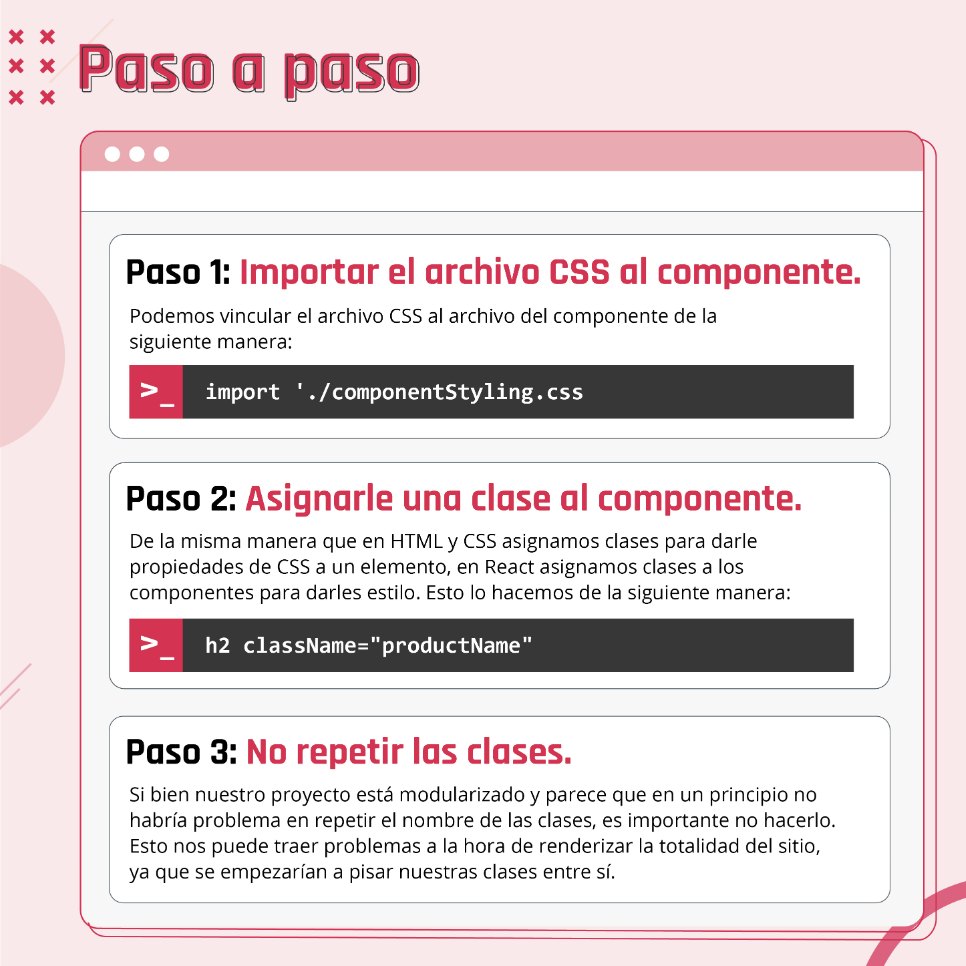 Paso a paso
Paso 1: Importar el archivo CSS al componente.
Podemos vincular el archivo CSS al archivo del componente de la
siguiente manera:
>_ import './componentStyling.css
Paso 2: Asignarle una clase al componente.
De la misma manera que en HTML y CSS asignamos clases para darle
propiedades de CSS a un elemento, en React asignamos clases a los
componentes para darles estilo. Esto lo hacemos de la siguiente manera:
>_ h2 className="productName"
Paso 3: No repetir las clases.
Si bien nuestro proyecto está modularizado y parece que en un principio no
habría problema en repetir el nombre de las clases, es importante no hacerlo.
Esto nos puede traer problemas a la hora de renderizar la totalidad del sitio,
ya que se empezarían a pisar nuestras clases entre sí.